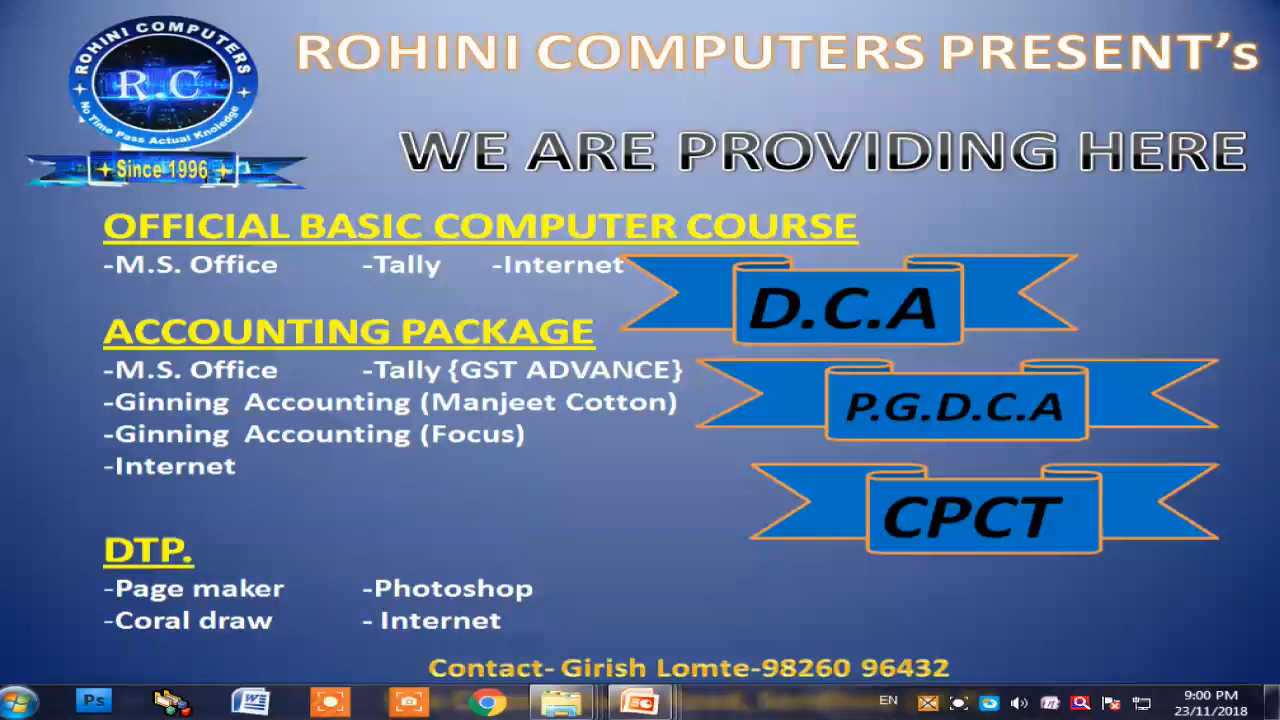 ROHINI COMPUTERS
R.C
No Time Pass Actual Knoledge
Since 1996
ROHINI COMPUTERS PRESENT’s
WE ARE PROVIDING HERE
OFFICIAL BASIC COMPUTER COURSE
-M.S. Office -Tally -Internet
D.C.A
ACCOUNTING PACKAGE
-M.S. Office -Tally {GST ADVANCE}
-Ginning Accounting (Manjeet Cotton)
P.G.D.C.A
-Ginning Accounting (Focus)
-Internet
CPCT
DTP.
-Page maker -Photoshop
-Coral draw - Internet
Contact- Girish Lomte-98260 96432
Ps
EN
9:00 PM
23/11/2018